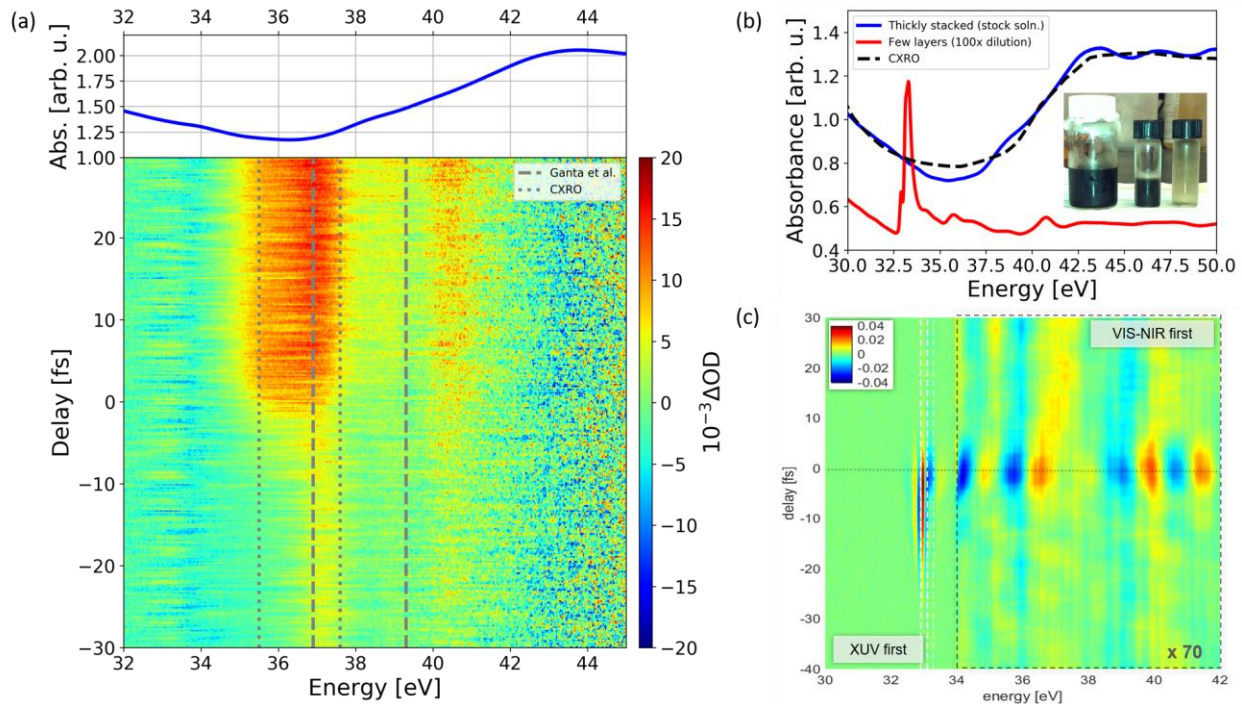 (a)
32 34 36 38 40 42 44
Abs. [arb. u.]
2.00
1.75
1.50
1.25
1.00
Ganta et al.
CXRO
Delay [fs]
20
10
0
−10
−20
−30
32 34 36 38 40 42 44
Energy [eV]
20
15
10
5
0
−5
−10
−15
−20
10⁻³ΔOD
(b)
Absorbance [arb. u.]
1.4
1.2
1.0
0.8
0.6
0.4
Thickly stacked (stock soln.)
Few layers (100x dilution)
CXRO
30.0 32.5 35.0 37.5 40.0 42.5 45.0 47.5 50.0
Energy [eV]
(c)
delay [fs]
30
20
10
0
-10
-20
-30
-40
0.04
0.02
0
-0.02
-0.04
VIS-NIR first
XUV first
x 70
30 32 34 36 38 40 42
energy [eV]